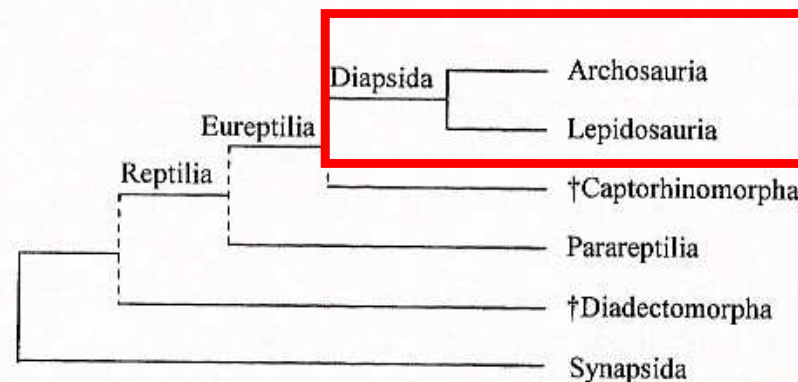 Diapsida
Archosauria
Lepidosauria
Eureptilia
Reptilia
†Captorhinomorpha
Parareptilia
†Diadectomorpha
Synapsida